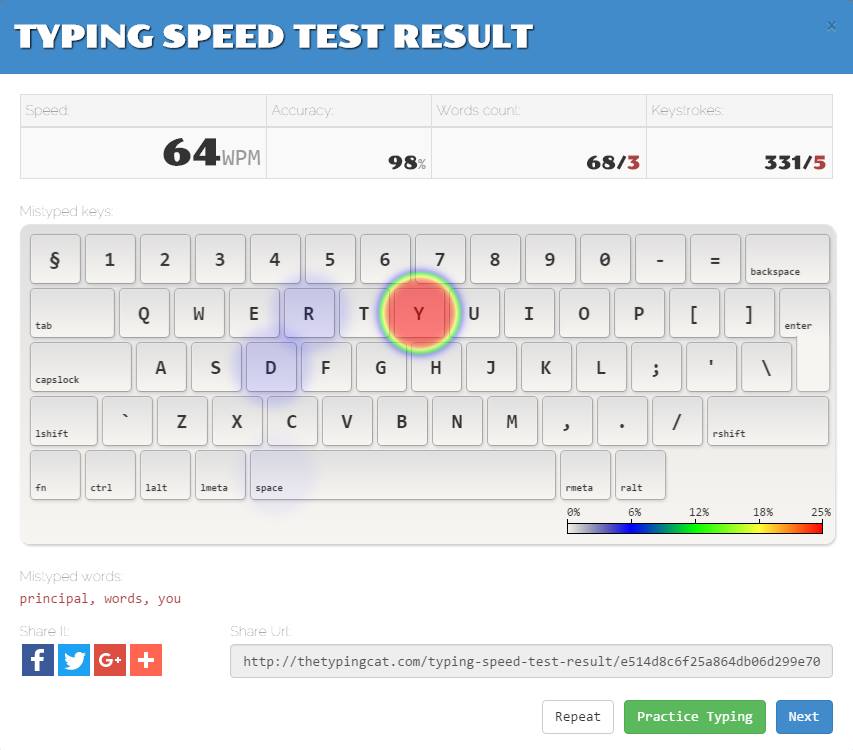 TYPING SPEED TEST RESULT ×
Speed: Accuracy: Words count: Keystrokes:
64WPM 98% 68/3 331/5
Mistyped keys:
§ 1 2 3 4 5 6 7 8 9 0 - = backspace
tab Q W E R T Y U I O P [ ] enter
capslock A S D F G H J K L ; ' \
lshift ` Z X C V B N M , . / rshift
fn ctrl lalt lmeta space rmeta ralt
0% 6% 12% 18% 25%
Mistyped words:
principal, words, you
Share It: Share Url:
f G+ + http://thetypingcat.com/typing-speed-test-result/e514d8c6f25a864db06d299e70
Repeat Practice Typing Next